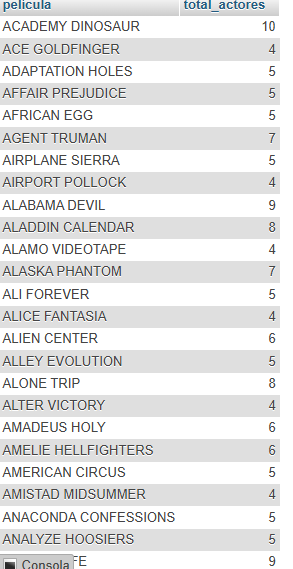 pelicula total_actores
ACADEMY DINOSAUR 10
ACE GOLDFINGER 4
ADAPTATION HOLES 5
AFFAIR PREJUDICE 5
AFRICAN EGG 5
AGENT TRUMAN 7
AIRPLANE SIERRA 5
AIRPORT POLLOCK 4
ALABAMA DEVIL 9
ALADDIN CALENDAR 8
ALAMO VIDEOTAPE 4
ALASKA PHANTOM 7
ALI FOREVER 5
ALICE FANTASIA 4
ALIEN CENTER 6
ALLEY EVOLUTION 5
ALONE TRIP 8
ALTER VICTORY 4
AMADEUS HOLY 6
AMELIE HELLFIGHTERS 6
AMERICAN CIRCUS 5
AMISTAD MIDSUMMER 4
ANACONDA CONFESSIONS 5
ANALYZE HOOSIERS 5
Consola FE 9